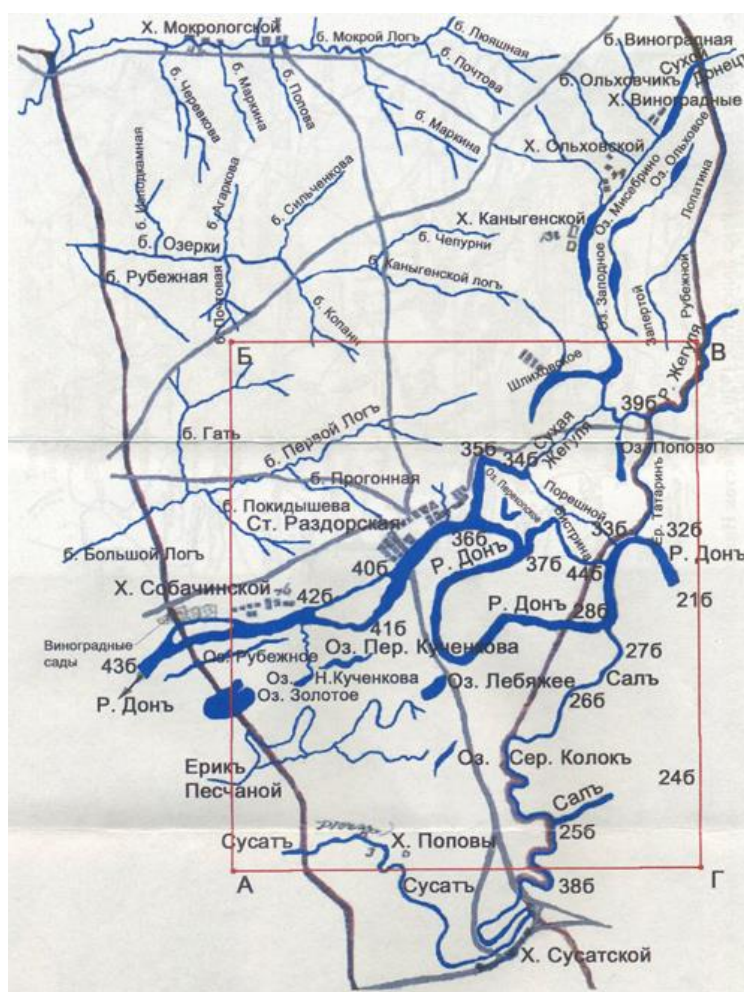 Х. Мокрологской
б. Мокрой Логъ
б. Люяшная
б. Почтова
б. Виноградная
Сухой Донецъ
б. Ольховчикъ
Х. Виноградные
б. Черевкова
б. Маркина
б. Попова
б. Маркина
Х. Ольховской
Оз. Мисебрино
Оз. Ольховое
Лопатина
б. Исподкамная
б. Агаркова
б. Сильченкова
Х. Каныгенской
б. Чепурни
б. Озерки
б. Рубежная
б. Каныгенской логъ
б. Почтовая
б. Копани
Оз. Заподное
Запертой
Рубежной
Б
В
Шлиховское
Р. Жегуля
39б
б. Гать
б. Первой Логъ
35б
34б
Сухая
Жегуля
Оз. Попово
б. Прогонная
Порешной
Быстрина
Ер. Татаринъ
б. Покидышева
Ст. Раздорская
36б
33б
32б
б. Большой Логъ
Р. Донъ
37б
Р. Донъ
40б
44б
Х. Собачинской
42б
21б
Р. Донъ
28б
41б
Виноградные
сады
43б
Оз. Рубежное
Оз. Пер. Кученкова
27б
Оз. Н.Кученкова
Оз. Лебяжее
Салъ
Р. Донъ
Оз. Золотое
26б
Ерикъ
Песчаной
Оз. Сер. Колокъ
24б
Салъ
Сусатъ
Х. Поповы
25б
А
Сусатъ
38б
Г
Х. Сусатской